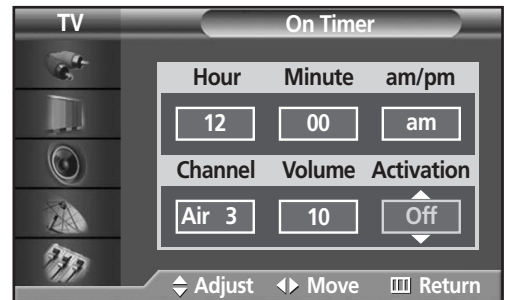 TV On Timer
Hour Minute am/pm
12 00 am
Channel Volume Activation
Air 3 10 Off
Adjust Move Return